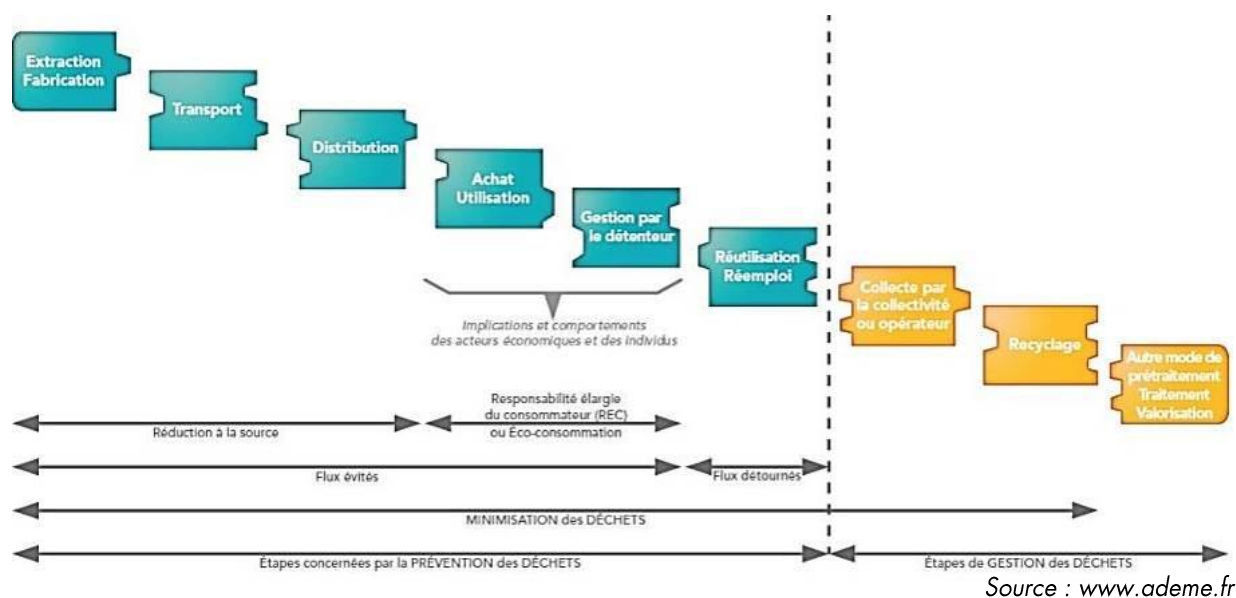 Extraction
Fabrication
Transport
Distribution
Achat
Utilisation
Gestion par
le détenteur
Réutilisation
Réemploi
Collecte par
la collectivité
ou opérateur
Recyclage
Autre mode de
prétraitement
Traitement
Valorisation
Implications et comportements
des acteurs économiques et des individus
Réduction à la source
Responsabilité élargie
du consommateur (REC)
ou Éco-consommation
Flux évités
Flux détournés
MINIMISATION des DÉCHETS
Étapes concernées par la PRÉVENTION des DÉCHETS
Étapes de GESTION des DÉCHETS
Source : www.ademe.fr